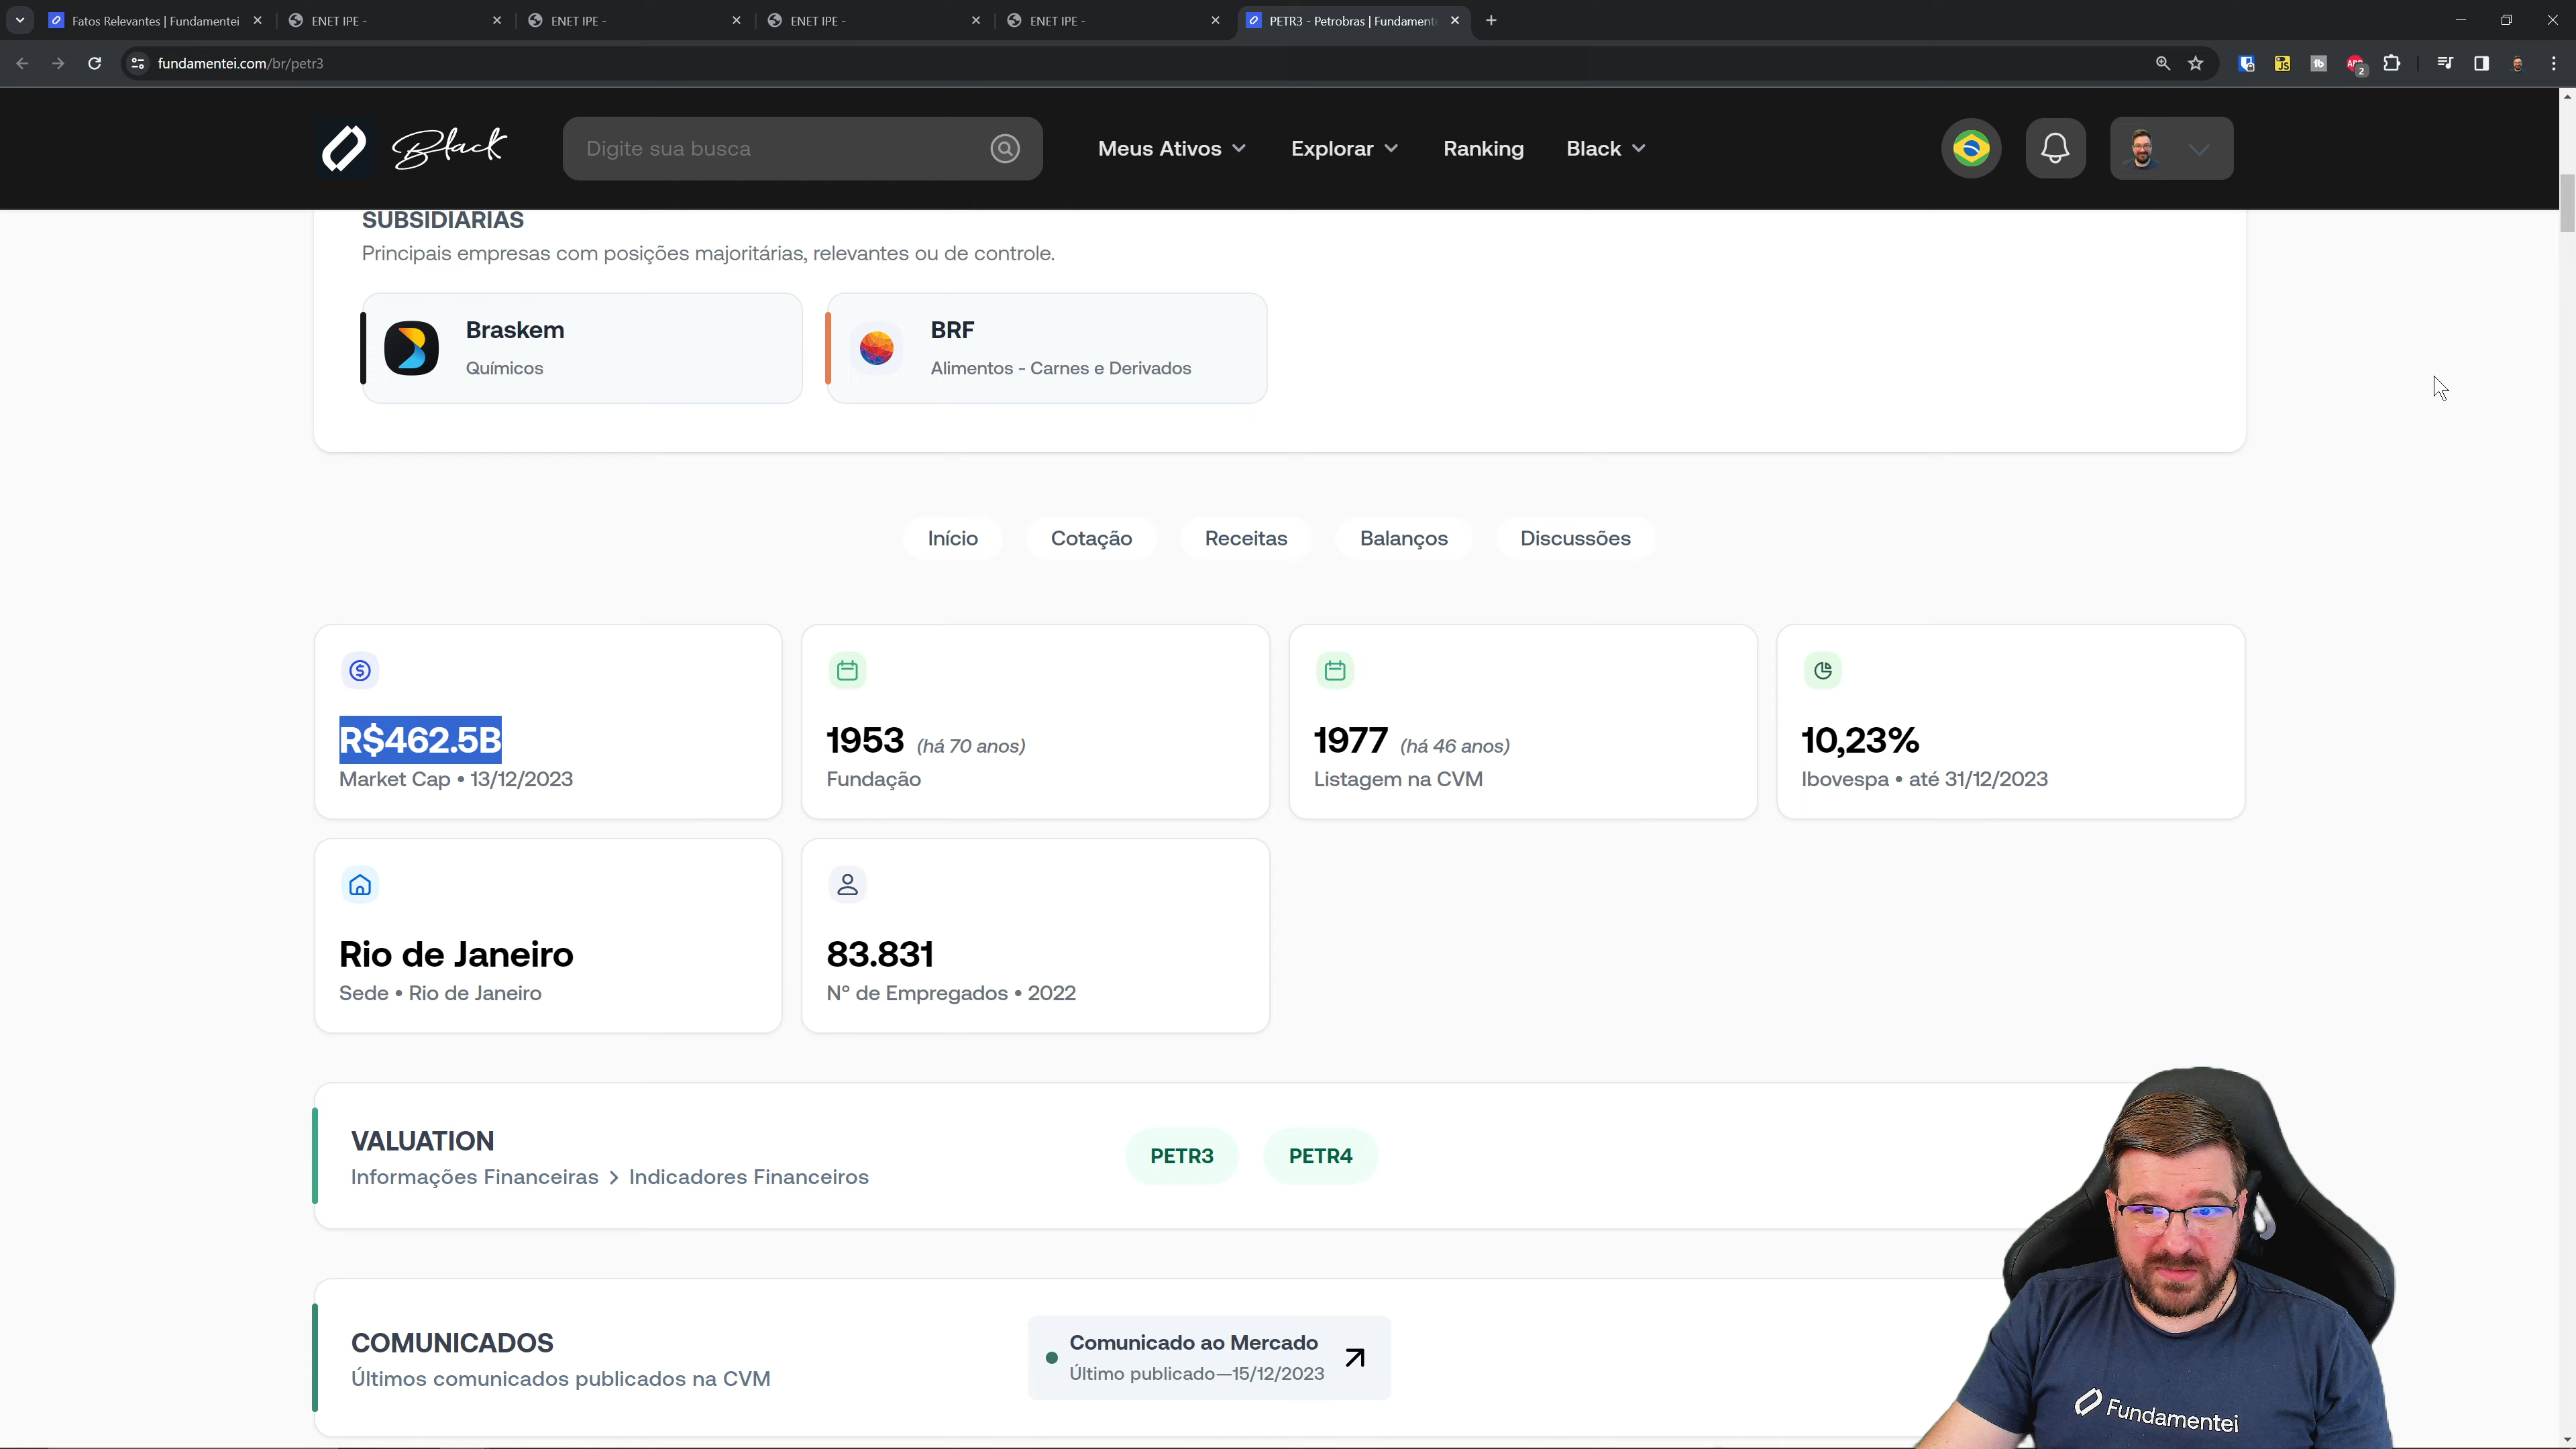 Fatos Relevantes | Fundamentei
ENET IPE -
ENET IPE -
ENET IPE -
ENET IPE -
PETR3 - Petrobras | Fundament
fundamentei.com/br/petr3
Black
Digite sua busca
Meus Ativos
Explorar
Ranking
Black
SUBSIDIÁRIAS
Principais empresas com posições majoritárias, relevantes ou de controle.
Braskem
Químicos
BRF
Alimentos - Carnes e Derivados
Início
Cotação
Receitas
Balanços
Discussões
R$462.5B
Market Cap • 13/12/2023
1953 (há 70 anos)
Fundação
1977 (há 46 anos)
Listagem na CVM
10,23%
Ibovespa • até 31/12/2023
Rio de Janeiro
Sede • Rio de Janeiro
83.831
N° de Empregados • 2022
VALUATION
Informações Financeiras > Indicadores Financeiros
PETR3
PETR4
COMUNICADOS
Últimos comunicados publicados na CVM
Comunicado ao Mercado
Último publicado—15/12/2023
Fundamentei